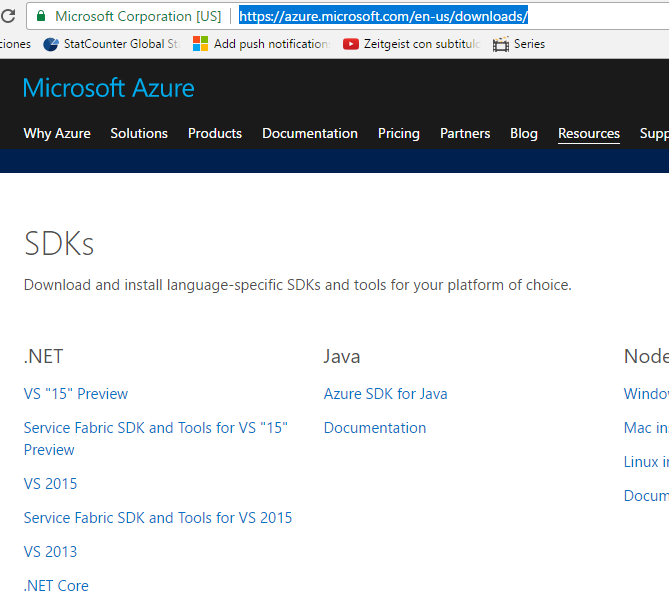 Microsoft Corporation [US] https://azure.microsoft.com/en-us/downloads/
ciones StatCounter Global St Add push notification Zeitgeist con subtitul Series
Microsoft Azure
Why Azure Solutions Products Documentation Pricing Partners Blog Resources Supp
SDKs
Download and install language-specific SDKs and tools for your platform of choice.
.NET Java Node
VS "15" Preview Azure SDK for Java Window
Service Fabric SDK and Tools for VS "15" Documentation Mac in
Preview
Linux i
VS 2015
Docum
Service Fabric SDK and Tools for VS 2015
VS 2013
.NET Core